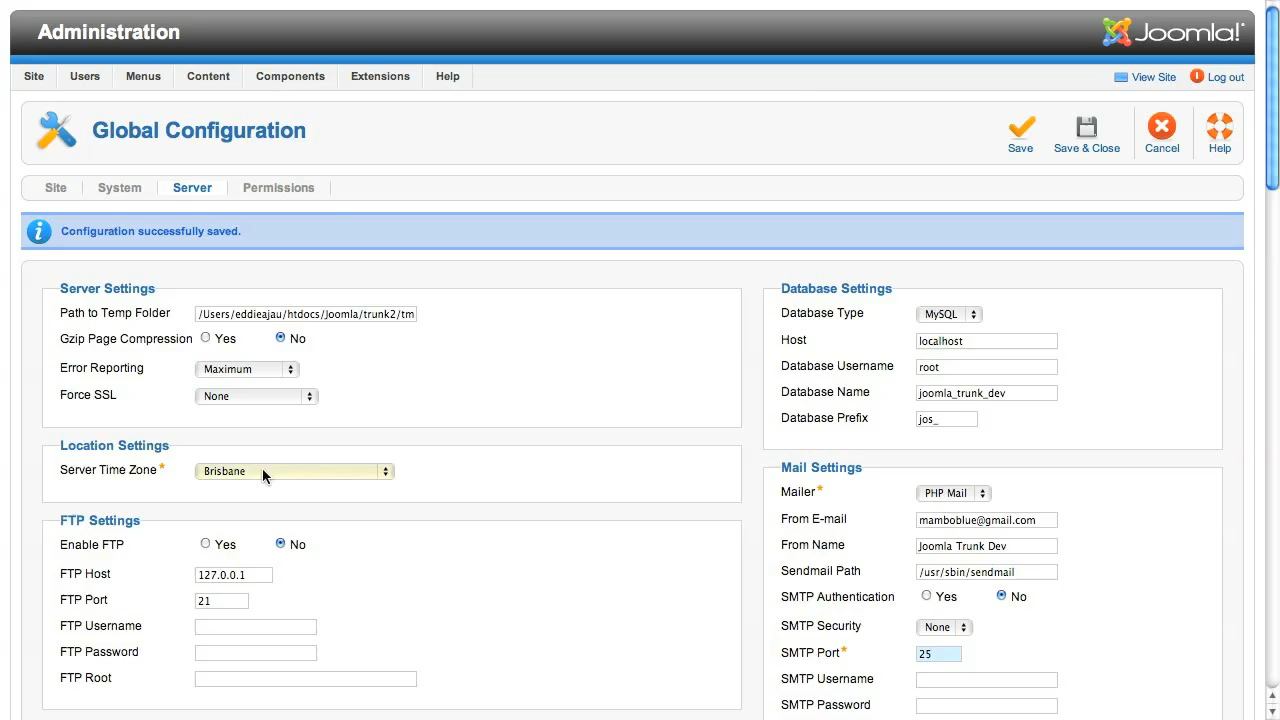 Administration
Joomla!
Site Users Menus Content Components Extensions Help
View Site Log out
Global Configuration
Save Save & Close Cancel Help
Site System Server Permissions
Configuration successfully saved.
Server Settings
Path to Temp Folder /Users/eddieajau/htdocs/Joomla/trunk2/tm
Gzip Page Compression Yes No
Error Reporting Maximum
Force SSL None
Location Settings
Server Time Zone* Brisbane
FTP Settings
Enable FTP Yes No
FTP Host 127.0.0.1
FTP Port 21
FTP Username
FTP Password
FTP Root
Database Settings
Database Type MySQL
Host localhost
Database Username root
Database Name joomla_trunk_dev
Database Prefix jos_
Mail Settings
Mailer* PHP Mail
From E-mail mamboblue@gmail.com
From Name Joomla Trunk Dev
Sendmail Path /usr/sbin/sendmail
SMTP Authentication Yes No
SMTP Security None
SMTP Port* 25
SMTP Username
SMTP Password